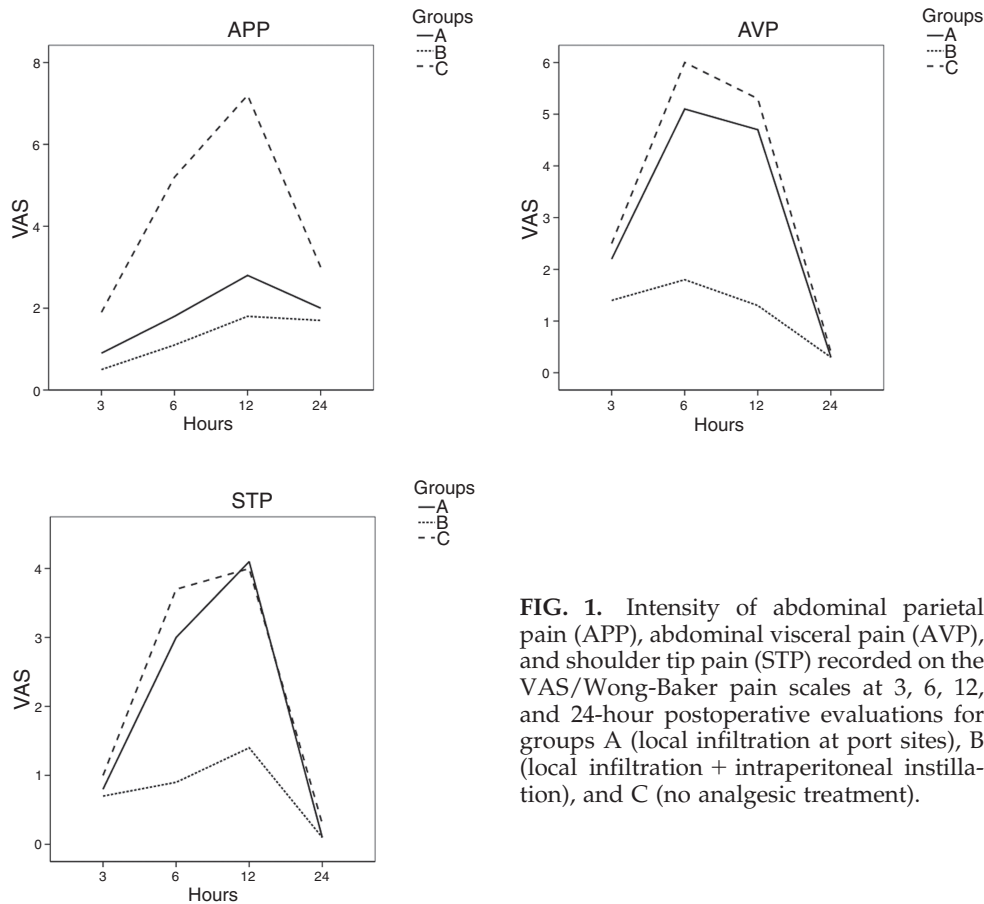 APP
Groups
A
B
C
8
6
4
2
0
VAS
3 6 12 24
Hours
AVP
Groups
A
B
C
6
5
4
3
2
1
0
VAS
3 6 12 24
Hours
STP
Groups
A
B
C
4
3
2
1
0
VAS
3 6 12 24
Hours
FIG. 1. Intensity of abdominal parietal
pain (APP), abdominal visceral pain (AVP),
and shoulder tip pain (STP) recorded on the
VAS/Wong-Baker pain scales at 3, 6, 12,
and 24-hour postoperative evaluations for
groups A (local infiltration at port sites), B
(local infiltration + intraperitoneal instilla-
tion), and C (no analgesic treatment).